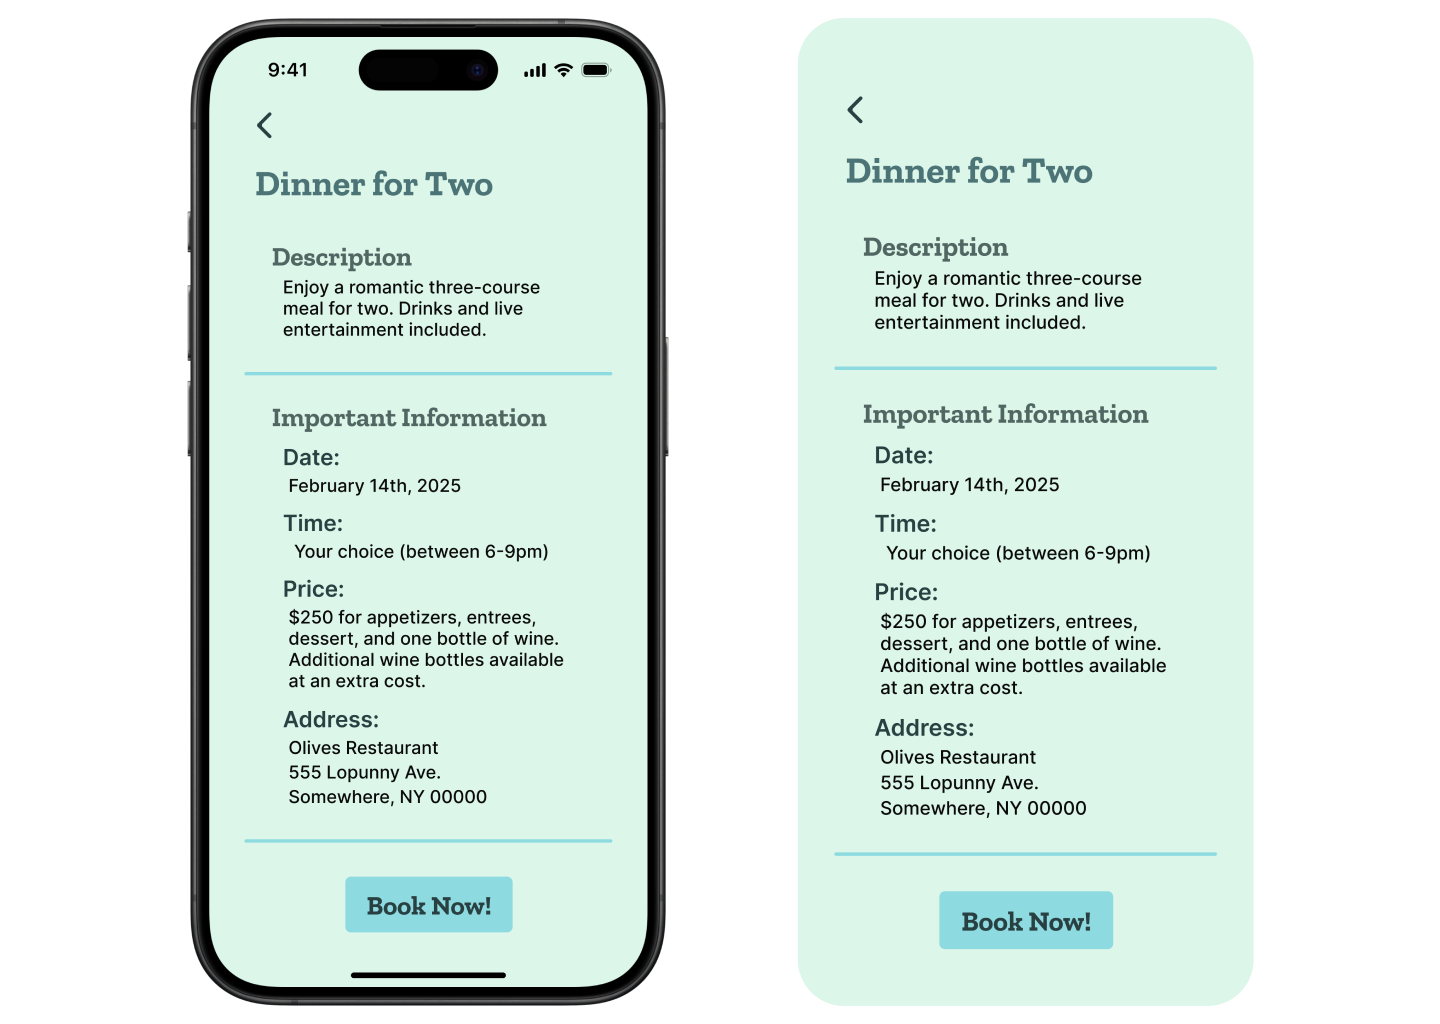 9:41
Dinner for Two
Description
Enjoy a romantic three-course
meal for two. Drinks and live
entertainment included.
Important Information
Date:
February 14th, 2025
Time:
Your choice (between 6-9pm)
Price:
$250 for appetizers, entrees,
dessert, and one bottle of wine.
Additional wine bottles available
at an extra cost.
Address:
Olives Restaurant
555 Lopunny Ave.
Somewhere, NY 00000
Book Now!
Dinner for Two
Description
Enjoy a romantic three-course
meal for two. Drinks and live
entertainment included.
Important Information
Date:
February 14th, 2025
Time:
Your choice (between 6-9pm)
Price:
$250 for appetizers, entrees,
dessert, and one bottle of wine.
Additional wine bottles available
at an extra cost.
Address:
Olives Restaurant
555 Lopunny Ave.
Somewhere, NY 00000
Book Now!